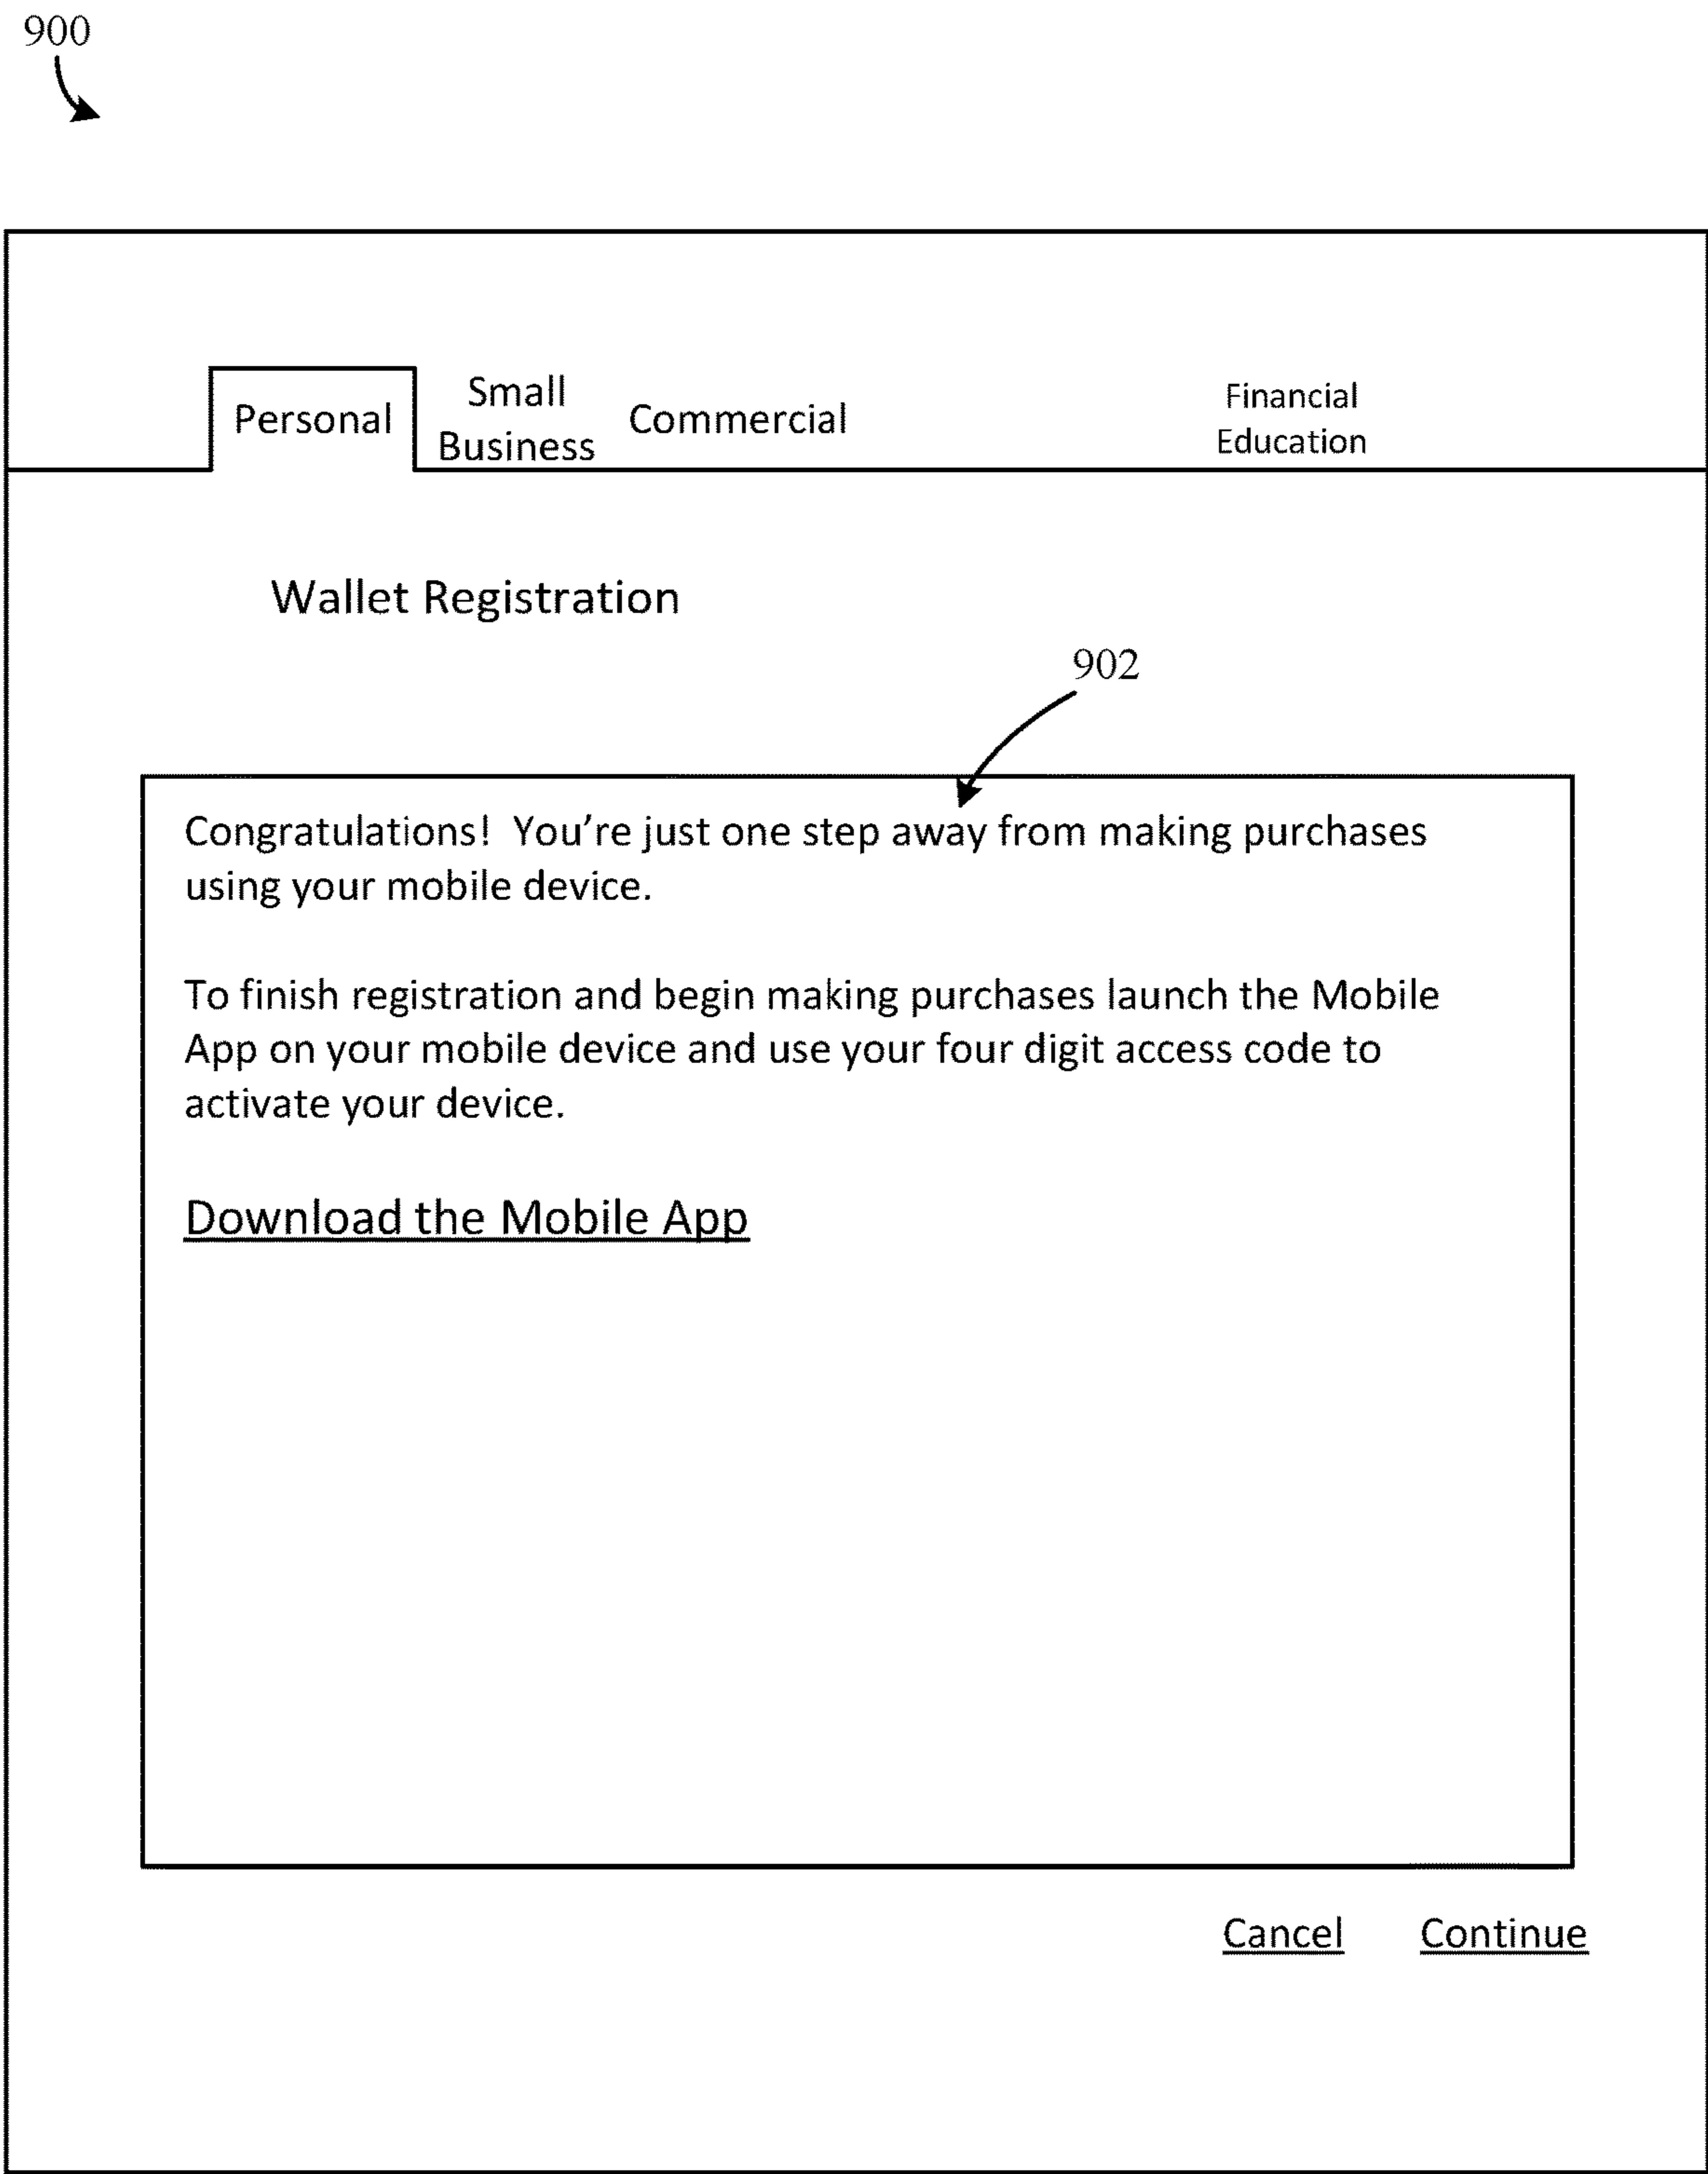 900
Small
Personal
Business
Commercial
Financial
Education
Wallet Registration
902
Congratulations!  You're just one step away from making purchases
using your mobile device.
To finish registration and begin making purchases launch the Mobile
App on your mobile device and use your four digit access code to
activate your device.
Download the Mobile App
Cancel
Continue